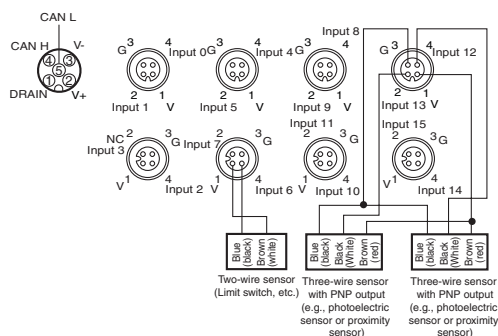 CAN L
CAN H
V-
4
3
5
1
2
DRAIN
V+
3
4
G
Input 0
2
1
Input 1
V
3
4
G
Input 4
2
1
Input 5
V
Input 8
3
4
G
2
1
Input 9
V
3
4
G
Input 12
2
1
Input 13
V
NC
Input 3
2
3
G
V
1
4
Input 2
Input 7
2
3
G
V
1
4
Input 6
Input 11
2
3
G
V
1
4
Input 10
Input 15
2
3
G
V
1
4
Input 14
Blue
(black)
Brown
(white)
Two-wire sensor
(Limit switch, etc.)
Blue
(black)
Black
(White)
Brown
(red)
Three-wire sensor
with PNP output
(e.g., photoelectric
sensor or proximity
sensor)
Blue
(black)
Black
(White)
Brown
(red)
Three-wire sensor
with PNP output
(e.g., photoelectric
sensor or proximity
sensor)